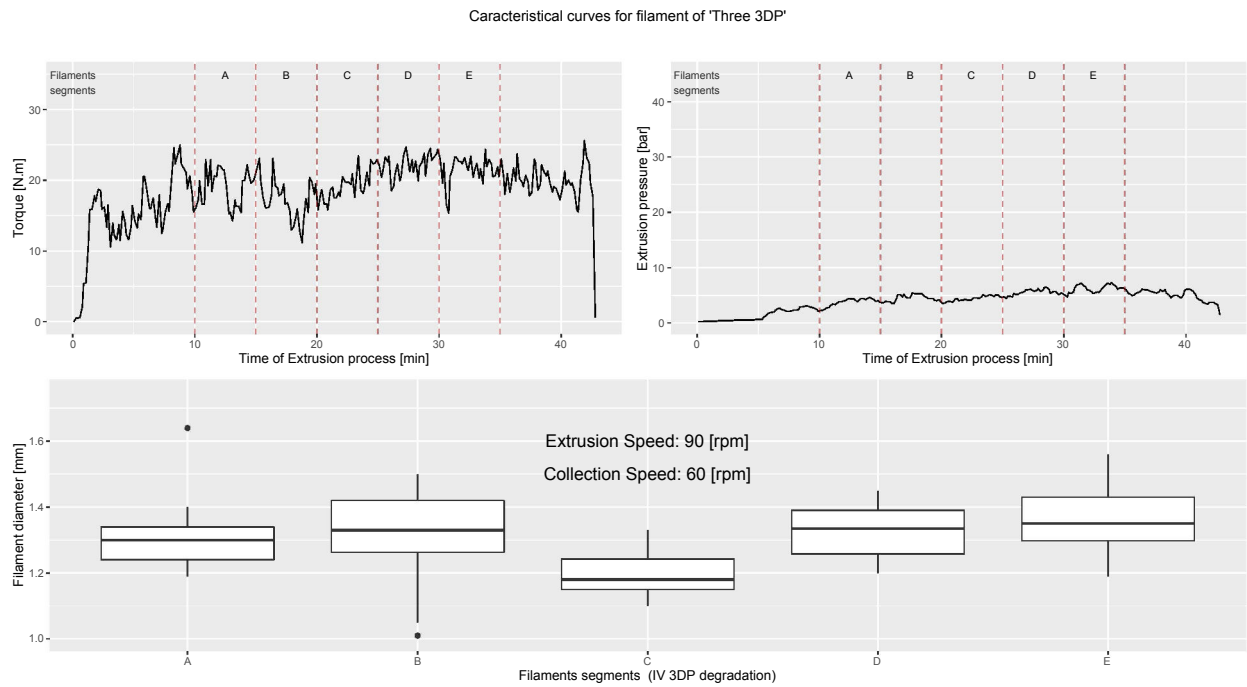 Caracteristical curves for filament of 'Three 3DP'
Filaments
segments
A B C D E
30
20
10
0
Torque [N.m]
0 10 20 30 40
Time of Extrusion process [min]
Filaments
segments
A B C D E
40
30
20
10
0
Extrusion pressure [bar]
0 10 20 30 40
Time of Extrusion process [min]
Extrusion Speed: 90 [rpm]
Collection Speed: 60 [rpm]
1.6
1.4
1.2
1.0
Filament diameter [mm]
A B C D E
Filaments segments (IV 3DP degradation)